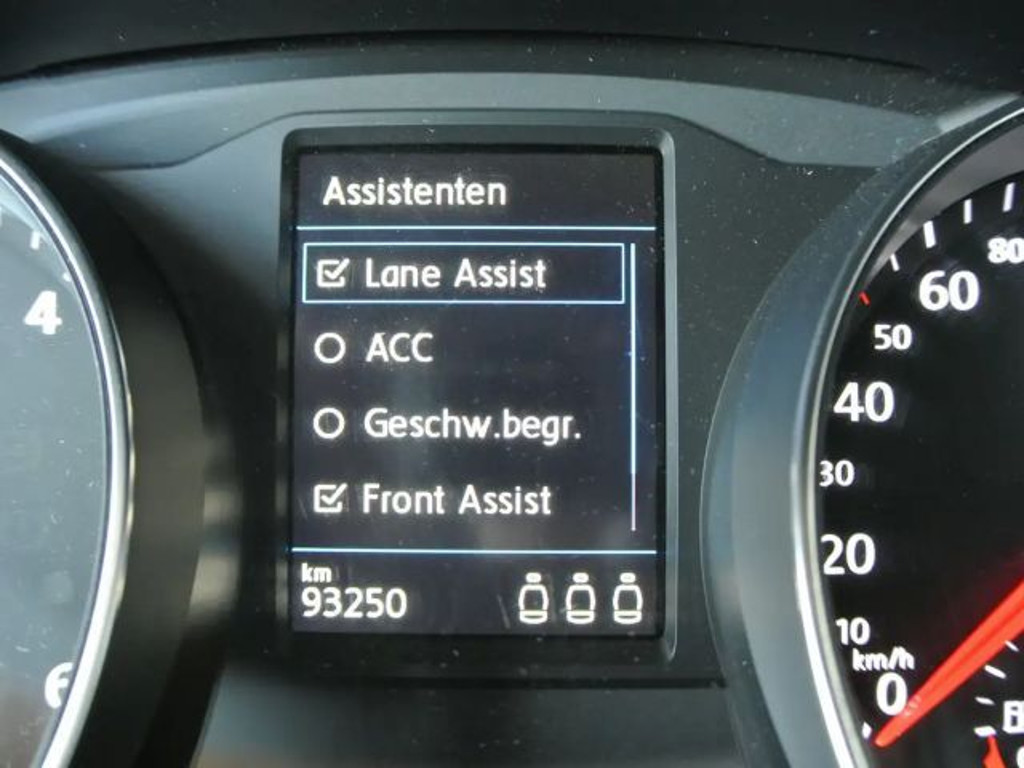 Assistenten
Lane Assist
ACC
Geschw.begr.
Front Assist
km
93250
4
6
80
60
50
40
30
20
10
km/h
0